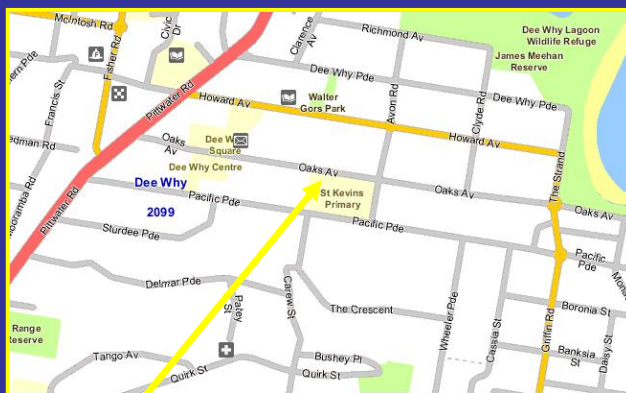 McIntosh Rd
Civic Dr
Clarence Av
Richmond Av
Dee Why Lagoon
Wildlife Refuge
James Meehan
Reserve
Fisher Rd
Pittwater Rd
Dee Why Pde
Francis St
Howard Av
Walter
Gors Park
Avon Rd
Clyde Rd
Dee Why Pde
Howard Av
Oaks Av
Square
Dee Why Centre
Oaks Av
The Strand
Dee Why
St Kevins
Primary
Oaks Av
Oaks Av
2099
Pacific Pde
Pittwater Rd
Sturdee Pde
Pacific Pde
Pacific
Pde
Delmar Pde
Carew St
The Crescent
Wheeler Pde
Boronia St
Griffin Rd
Pacey St
Cassia St
Banksia St
Daisy St
Range
Reserve
Tango Av
Quirk St
Bushey Pl
Quirk St